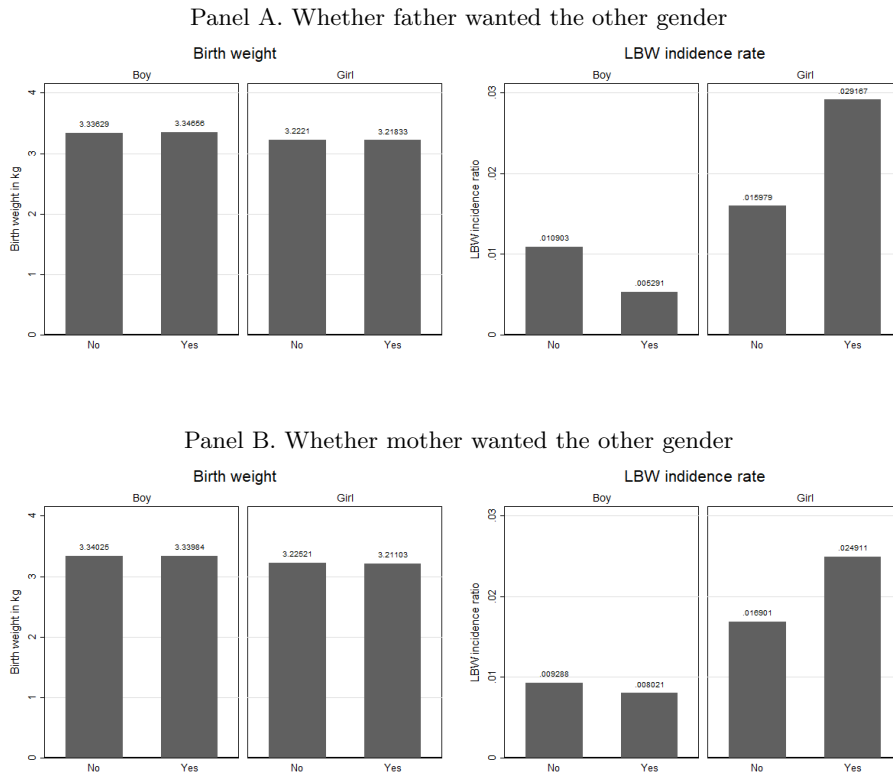 Panel A. Whether father wanted the other gender
Birth weight
Boy
Girl
Birth weight in kg
0
1
2
3
4
3.33629
3.34656
3.2221
3.21833
No
Yes
No
Yes
LBW indidence rate
Boy
Girl
LBW incidence ratio
0
.01
.02
.03
.010903
.005291
.015979
.029167
No
Yes
No
Yes
Panel B. Whether mother wanted the other gender
Birth weight
Boy
Girl
Birth weight in kg
0
1
2
3
4
3.34025
3.33984
3.22521
3.21103
No
Yes
No
Yes
LBW indidence rate
Boy
Girl
LBW incidence ratio
0
.01
.02
.03
.009288
.008021
.016901
.024911
No
Yes
No
Yes